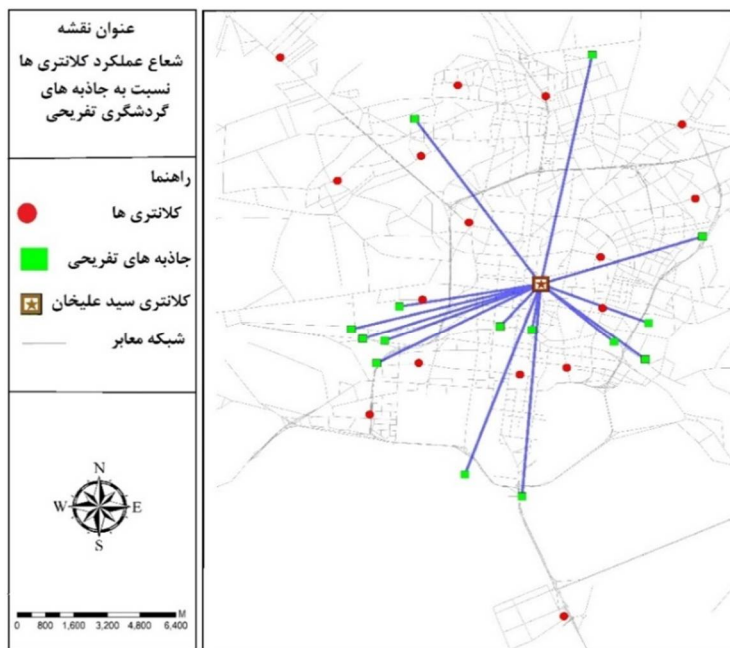 عنوان نقشه
شعاع عملکرد کلانتری ها
نسبت به جاذبه های
گردشگری تفریحی
راهنما
کلانتری ها
جاذبه های تفریحی
کلانتری سید علیخان
شبکه معابر
N
W E
S
M
0 800 1,600 3,200 4,800 6,400